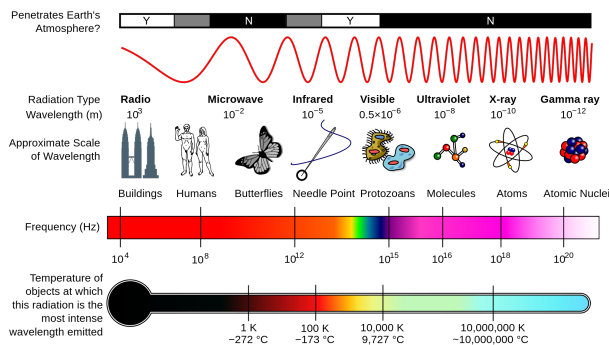 Penetrates Earth's
Atmosphere?
Y N Y N
Radiation Type
Wavelength (m)
Radio Microwave Infrared Visible Ultraviolet X-ray Gamma ray
10³ 10⁻² 10⁻⁵ 0.5×10⁻⁶ 10⁻⁸ 10⁻¹⁰ 10⁻¹²
Approximate Scale
of Wavelength
Buildings Humans Butterflies Needle Point Protozoans Molecules Atoms Atomic Nuclei
Frequency (Hz)
10⁴ 10⁸ 10¹² 10¹⁵ 10¹⁶ 10¹⁸ 10²⁰
Temperature of
objects at which
this radiation is the
most intense
wavelength emitted
1 K 100 K 10,000 K 10,000,000 K
−272 °C −173 °C 9,727 °C ~10,000,000 °C